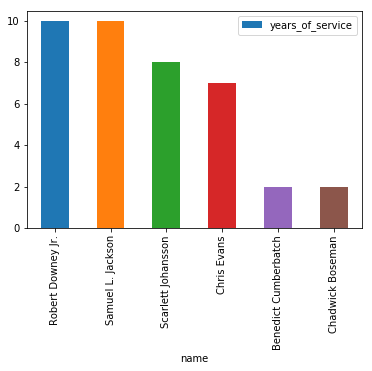 years_of_service
10
8
6
4
2
0
Robert Downey Jr.
Samuel L. Jackson
Scarlett Johansson
Chris Evans
Benedict Cumberbatch
Chadwick Boseman
name